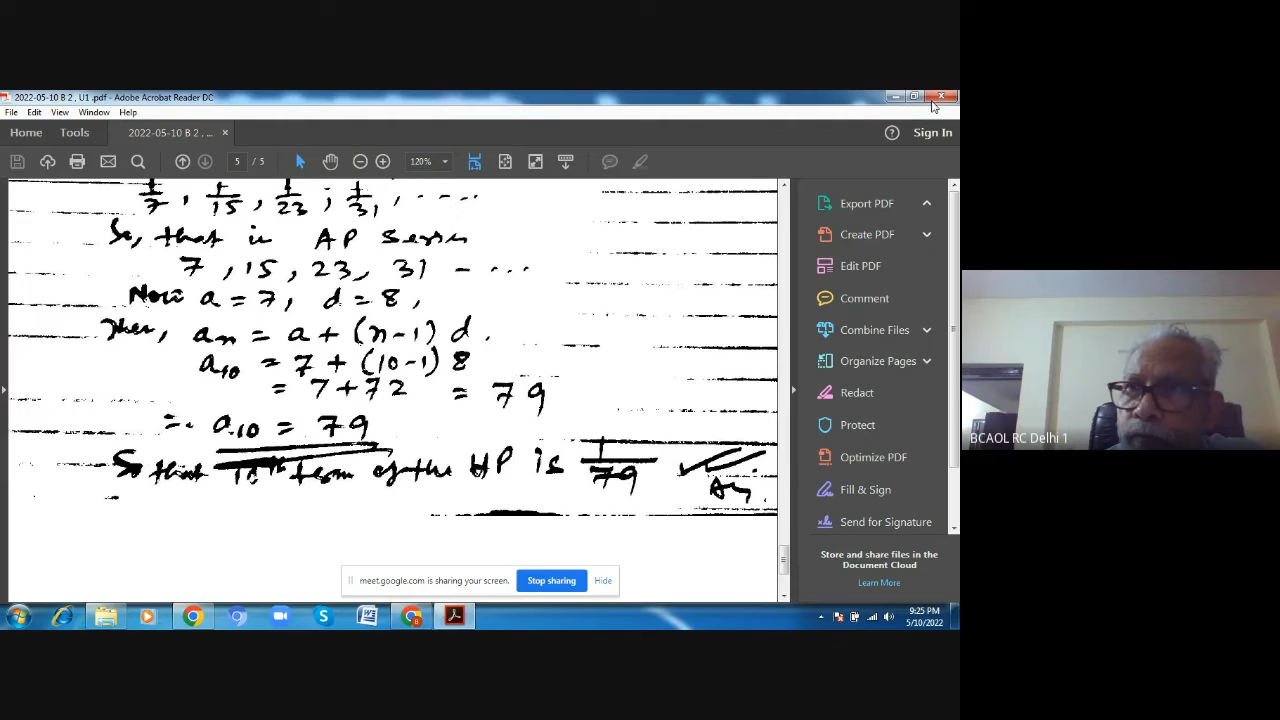 2022-05-10 B 2 , U1 .pdf - Adobe Acrobat Reader DC
File Edit View Window Help
Home Tools 2022-05-10 B 2 , ... × Sign In
5 / 5 120%
1/7 , 1/15 , 1/23 , 1/31 , - - - -
So, that is AP series
7 , 15 , 23 , 31 - - - -
Now a = 7, d = 8,
Then, an = a + (n-1) d.
a10 = 7 + (10-1) 8
= 7 + 72 = 79
∴ a10 = 79
So that 10th term of the HP is 1/79 Ans.
Export PDF
Create PDF
Edit PDF
Comment
Combine Files
Organize Pages
Redact
Protect
Optimize PDF
Fill & Sign
Send for Signature
Store and share files in the
Document Cloud
Learn More
meet.google.com is sharing your screen. Stop sharing Hide
9:25 PM
5/10/2022
BCAOL RC Delhi 1